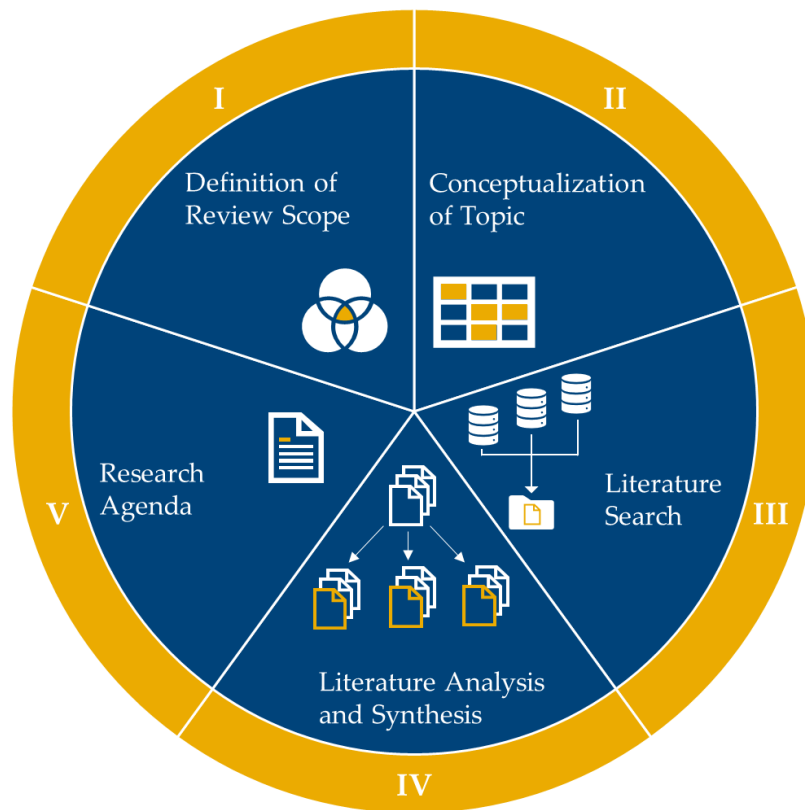 I
Definition of
Review Scope
II
Conceptualization
of Topic
III
Literature
Search
IV
Literature Analysis
and Synthesis
V
Research
Agenda